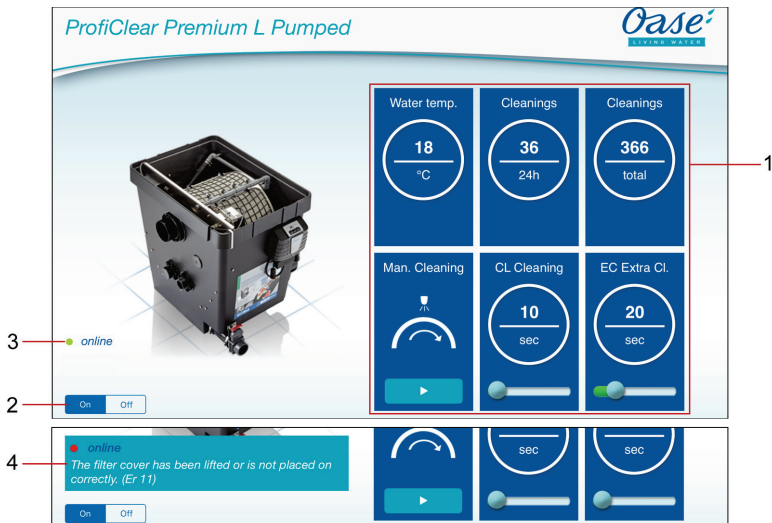 ProfiClear Premium L Pumped
Oase
LIVING WATER
Water temp.
18
°C
Cleanings
36
24h
Cleanings
366
total
1
Man. Cleaning
CL Cleaning
10
sec
EC Extra Cl.
20
sec
3
online
2
On Off
4
online
The filter cover has been lifted or is not placed on
correctly. (Er 11)
sec
sec
On Off